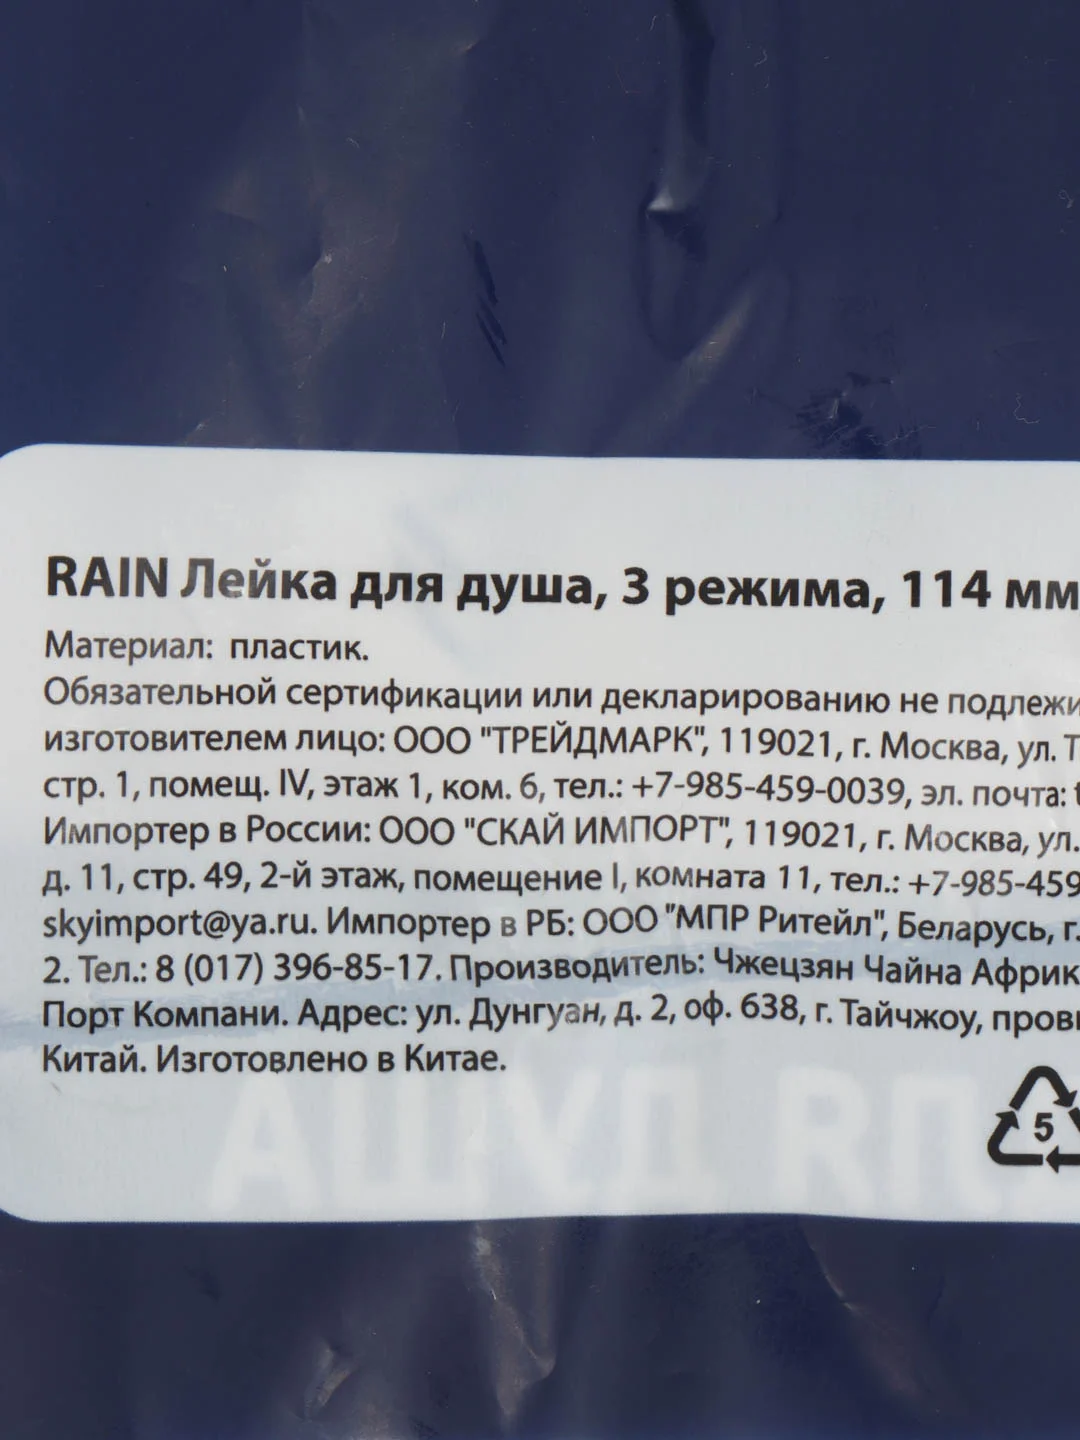 RAIN Лейка для душа, 3 режима, 114 мм
Материал: пластик.
Обязательной сертификации или декларированию не подлежи
изготовителем лицо: ООО "ТРЕЙДМАРК", 119021, г. Москва, ул. Т
стр. 1, помещ. IV, этаж 1, ком. 6, тел.: +7-985-459-0039, эл. почта: t
Импортер в России: ООО "СКАЙ ИМПОРТ", 119021, г. Москва, ул.
д. 11, стр. 49, 2-й этаж, помещение I, комната 11, тел.: +7-985-459
skyimport@ya.ru. Импортер в РБ: ООО "МПР Ритейл", Беларусь, г.
2. Тел.: 8 (017) 396-85-17. Производитель: Чжецзян Чайна Африк
Порт Компани. Адрес: ул. Дунгуан, д. 2, оф. 638, г. Тайчжоу, прови
Китай. Изготовлено в Китае.
5